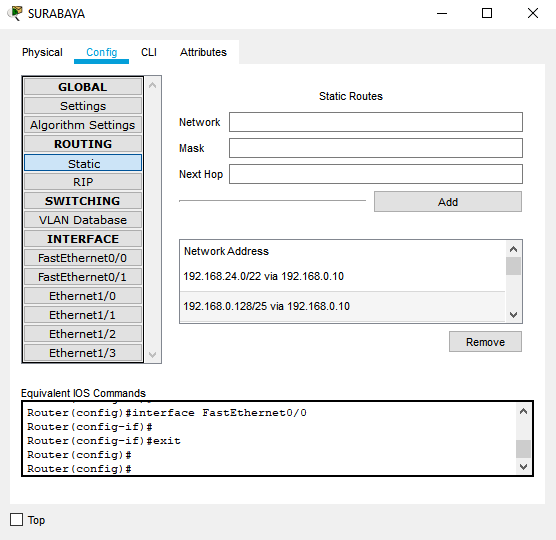 SURABAYA
Physical Config CLI Attributes
GLOBAL
Settings
Algorithm Settings
ROUTING
Static
RIP
SWITCHING
VLAN Database
INTERFACE
FastEthernet0/0
FastEthernet0/1
Ethernet1/0
Ethernet1/1
Ethernet1/2
Ethernet1/3
Static Routes
Network
Mask
Next Hop
Add
Network Address
192.168.24.0/22 via 192.168.0.10
192.168.0.128/25 via 192.168.0.10
Remove
Equivalent IOS Commands
Router(config)#interface FastEthernet0/0
Router(config-if)#
Router(config-if)#exit
Router(config)#
Router(config)#
Top